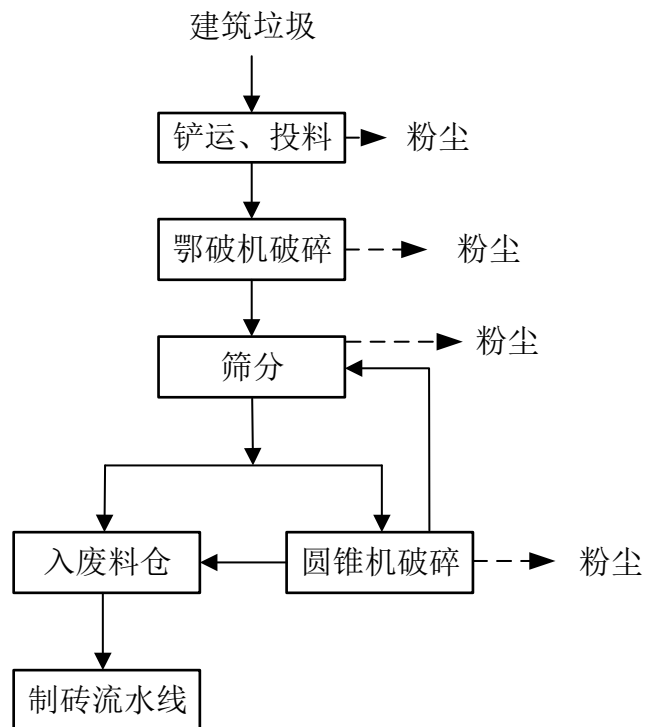 建筑垃圾
铲运、投料
粉尘
鄂破机破碎
粉尘
粉尘
筛分
入废料仓
圆锥机破碎
粉尘
制砖流水线